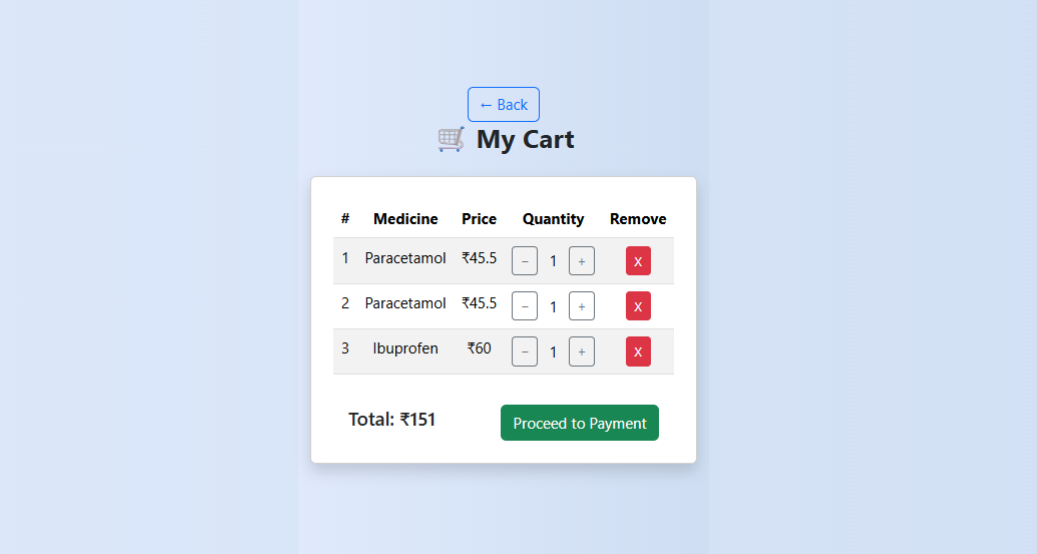 ← Back
My Cart
# Medicine Price Quantity Remove
1 Paracetamol ₹45.5 − 1 + X
2 Paracetamol ₹45.5 − 1 + X
3 Ibuprofen ₹60 − 1 + X
Total: ₹151 Proceed to Payment